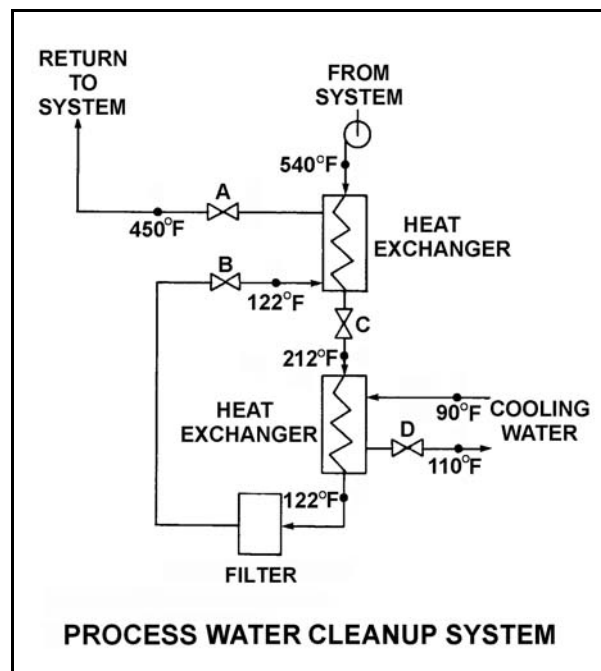 RETURN
TO
SYSTEM
FROM
SYSTEM
540°F
A
450°F
HEAT
EXCHANGER
B
122°F
C
212°F
HEAT
EXCHANGER
90°F
COOLING
WATER
D
110°F
122°F
FILTER
PROCESS WATER CLEANUP SYSTEM